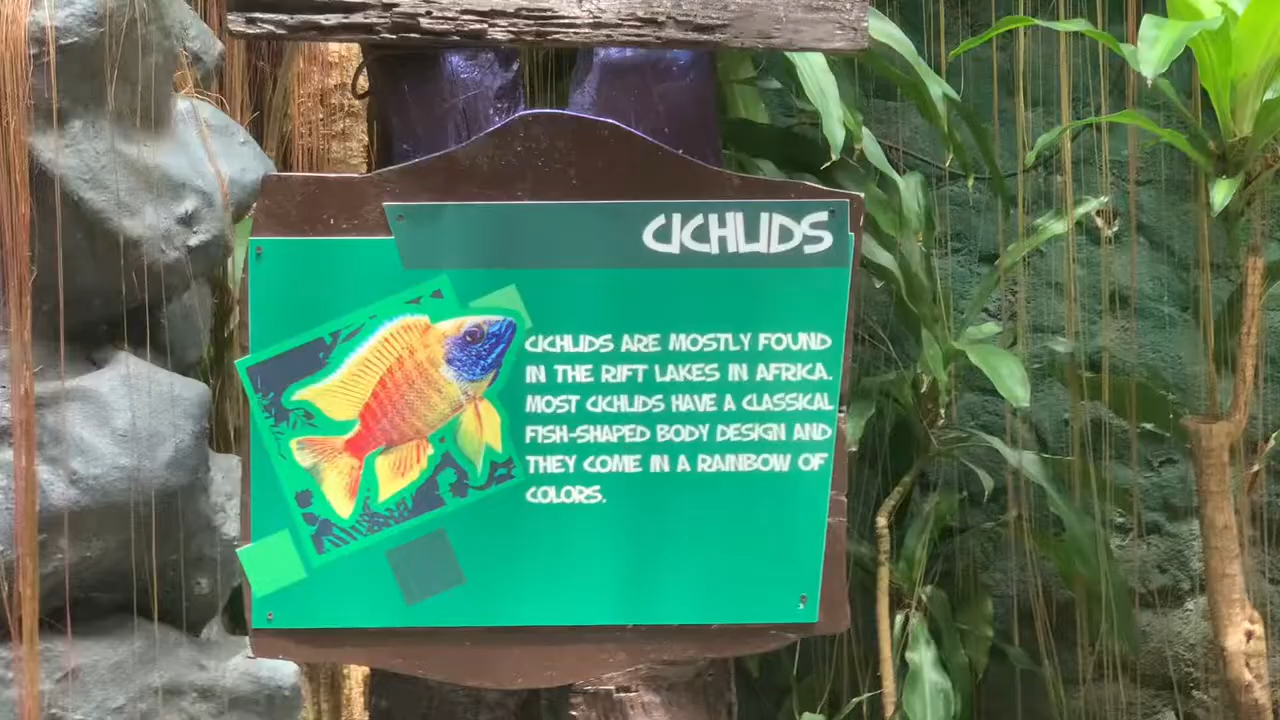 CICHLIDS
CICHLIDS ARE MOSTLY FOUND
IN THE RIFT LAKES IN AFRICA.
MOST CICHLIDS HAVE A CLASSICAL
FISH-SHAPED BODY DESIGN AND
THEY COME IN A RAINBOW OF
COLORS.